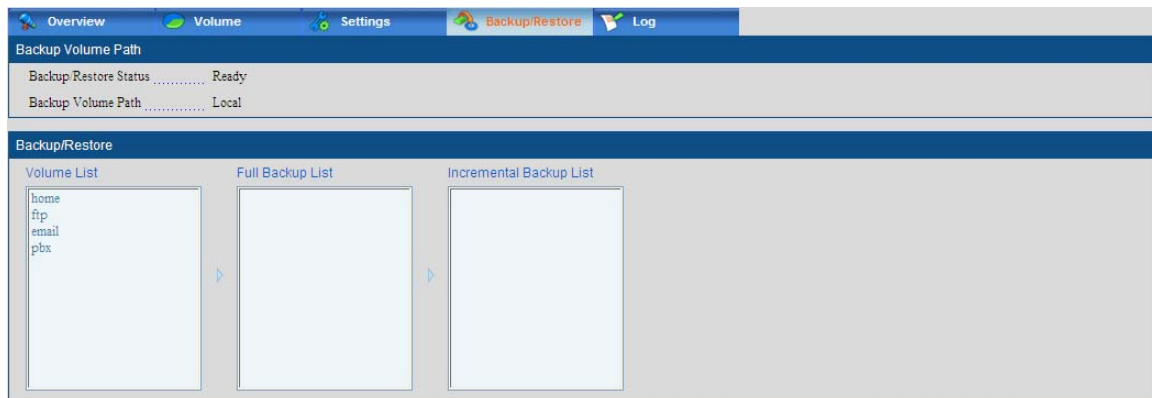 Overview Volume Settings Backup/Restore Log
Backup Volume Path
Backup/Restore Status ............ Ready
Backup Volume Path .............. Local
Backup/Restore
Volume List Full Backup List Incremental Backup List
home
ftp
email
pbx